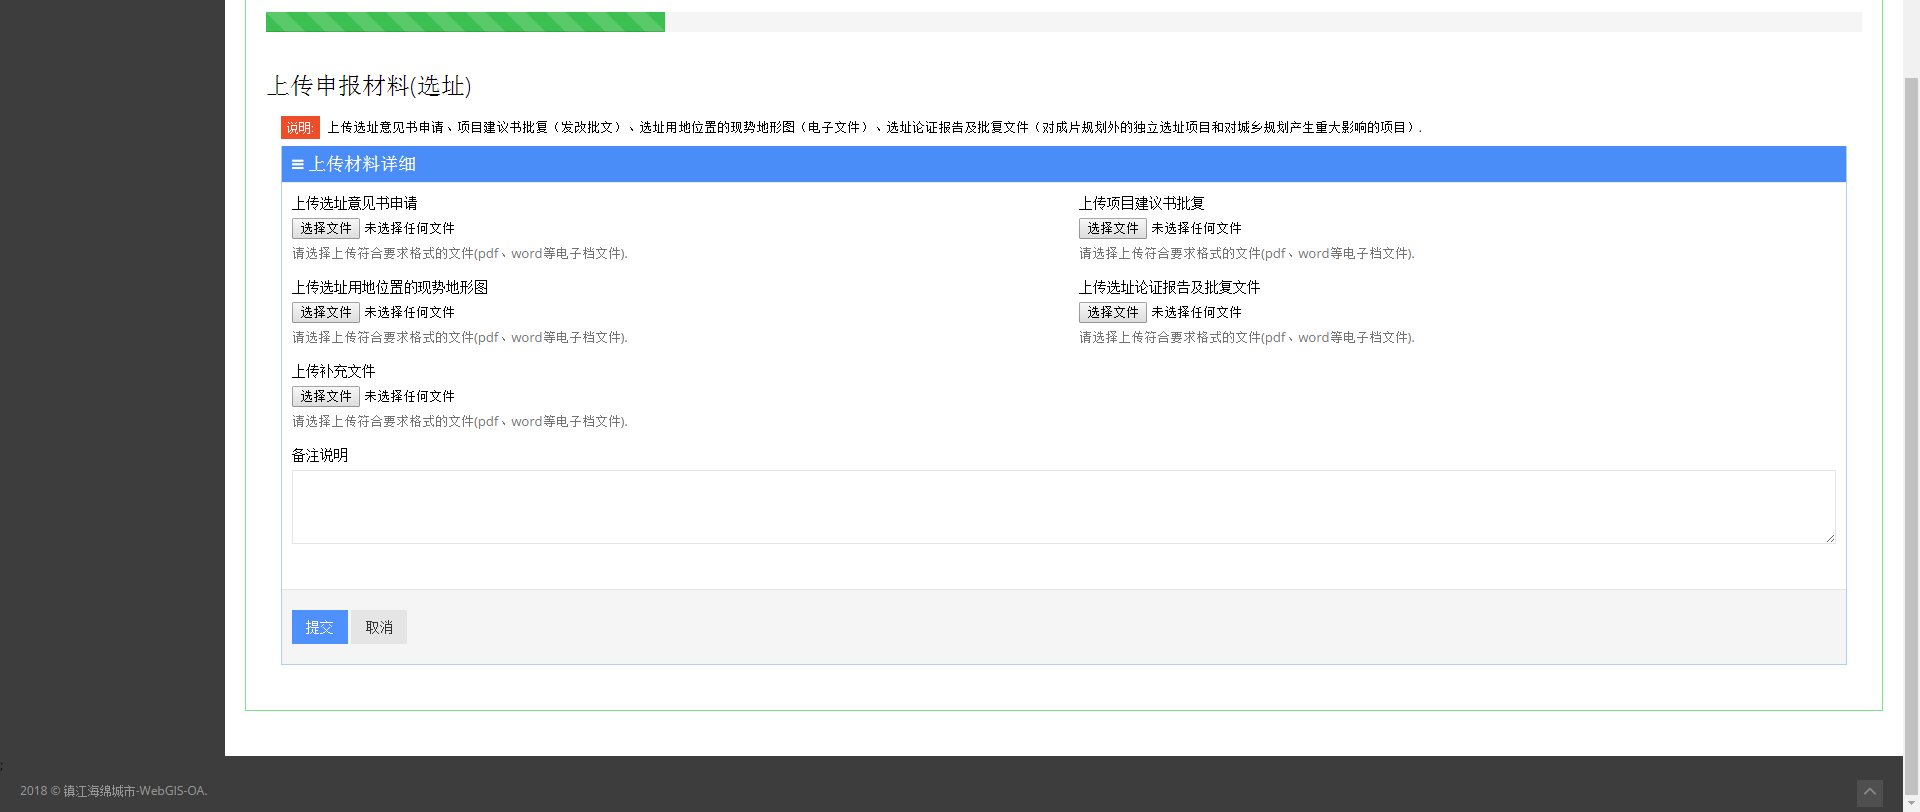 上传申报材料(选址)
说明: 上传选址意见书申请、项目建议书批复（发改批文）、选址用地位置的现势地形图（电子文件）、选址论证报告及批复文件（对成片规划外的独立选址项目和对城乡规划产生重大影响的项目）.
上传材料详细
上传选址意见书申请 上传项目建议书批复
选择文件 未选择任何文件 选择文件 未选择任何文件
请选择上传符合要求格式的文件(pdf、word等电子档文件). 请选择上传符合要求格式的文件(pdf、word等电子档文件).
上传选址用地位置的现势地形图 上传选址论证报告及批复文件
选择文件 未选择任何文件 选择文件 未选择任何文件
请选择上传符合要求格式的文件(pdf、word等电子档文件). 请选择上传符合要求格式的文件(pdf、word等电子档文件).
上传补充文件
选择文件 未选择任何文件
请选择上传符合要求格式的文件(pdf、word等电子档文件).
备注说明
提交 取消
;
2018 © 镇江海绵城市-WebGIS-OA.